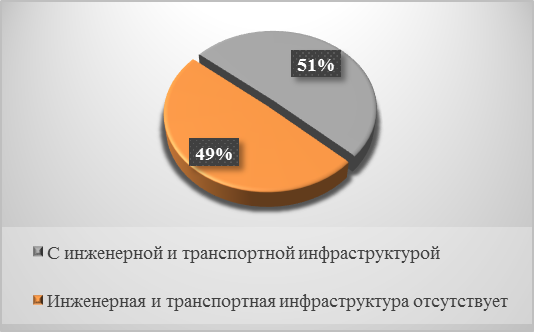 51%
49%
С инженерной и транспортной инфраструктурой
Инженерная и транспортная инфраструктура отсутствует